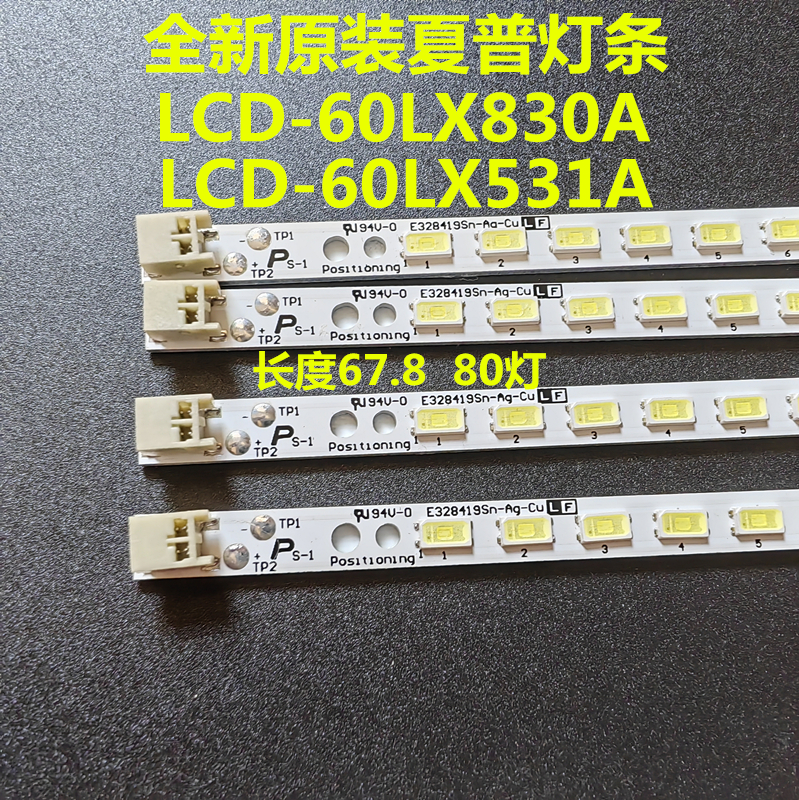 全新原装夏普灯条
LCD-60LX830A
LCD-60LX531A
- TP1 94V-0 E328419Sn-Ag-Cu LF
+ TP2 PS-1 Positioning 1 1 2 3 4 5 6
- TP1 94V-0 E328419Sn-Ag-Cu LF
+ TP2 PS-1 Positioning 1 1 2 3 4 5
长度67.8 80灯
- TP1 94V-0 E328419Sn-Ag-Cu LF
+ TP2 PS-1 Positioning 1 1 2 3 4 5
- TP1 94V-0 E328419Sn-Ag-Cu LF
+ TP2 PS-1 Positioning 1 1 2 3 4 5